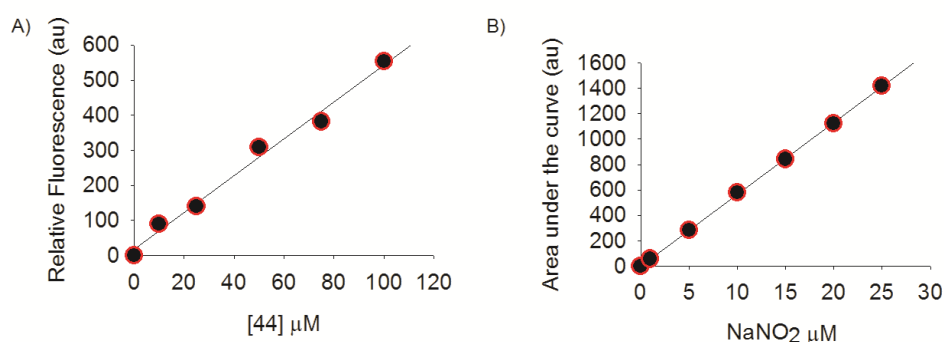 A)
Relative Fluorescence (au)
600
500
400
300
200
100
0
0 20 40 60 80 100 120
[44] μM
B)
Area under the curve (au)
1600
1400
1200
1000
800
600
400
200
0
0 5 10 15 20 25 30
NaNO2 μM